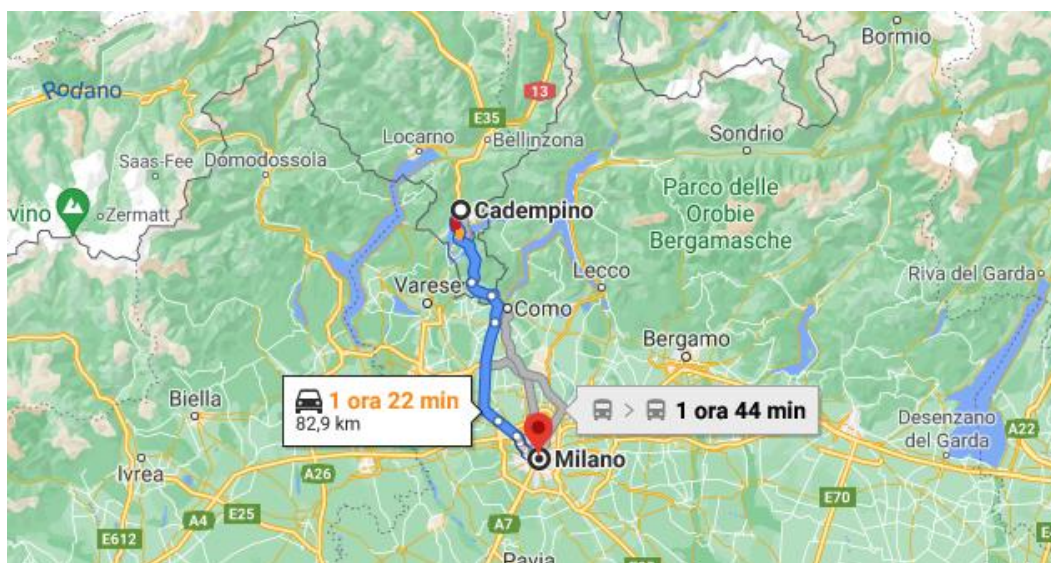 Bormio
Rodano
13
E35
Locarno
Bellinzona
Sondrio
Saas-Fee
Domodossola
Parco delle
Orobie
Bergamasche
vino
Zermatt
Cadempino
Lecco
Riva del Garda
Varese
Como
Bergamo
1 ora 22 min
82,9 km
1 ora 44 min
Biella
Desenzano
del Garda
A22
Milano
Ivrea
A26
E70
A4
E25
A7
E612
Pavia